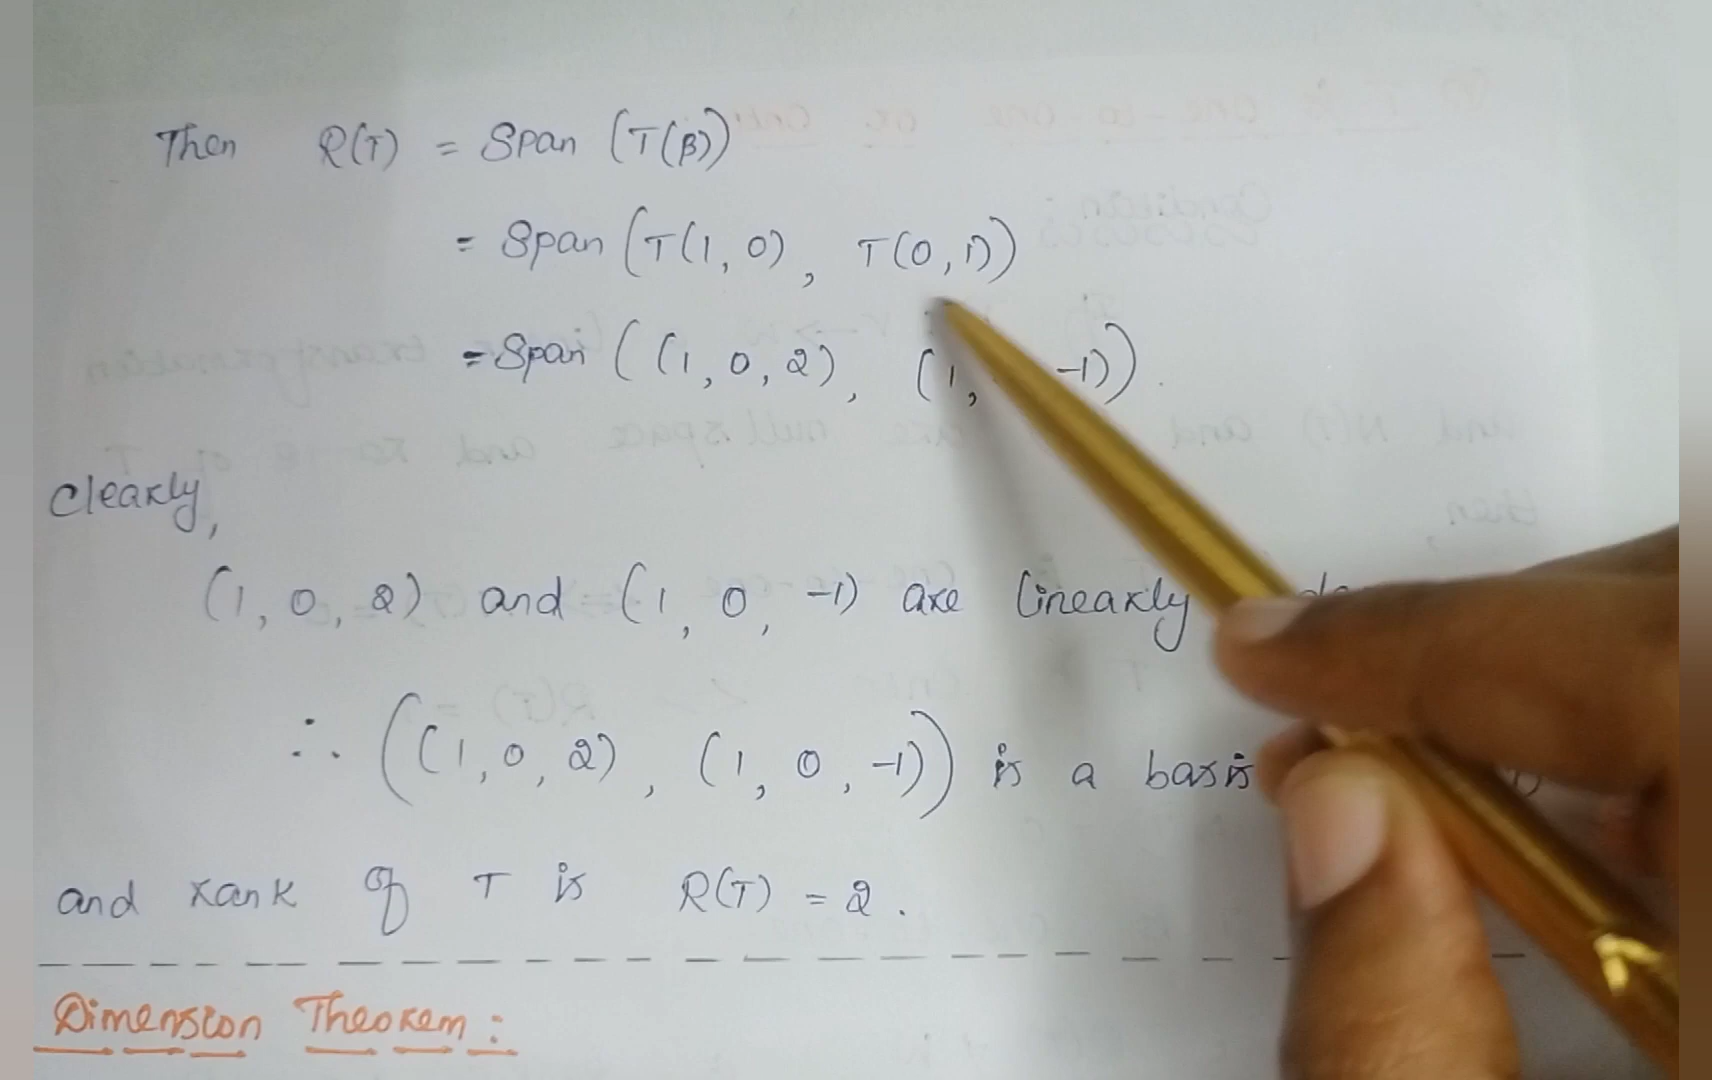 Then R(T) = Span (T(β))
= Span (T(1, 0), T(0, 1))
= Span ((1, 0, 2), (1, -1)).
Clearly,
(1, 0, 2) and (1, 0, -1) are linearly
∴ ((1, 0, 2), (1, 0, -1)) is a basis
and rank of T is R(T) = 2.
Dimension Theorem: